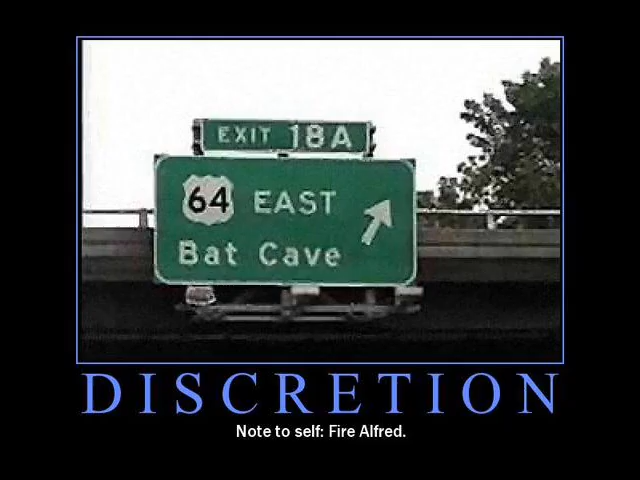 EXIT 18A
64 EAST
Bat Cave
DISCRETION
Note to self: Fire Alfred.